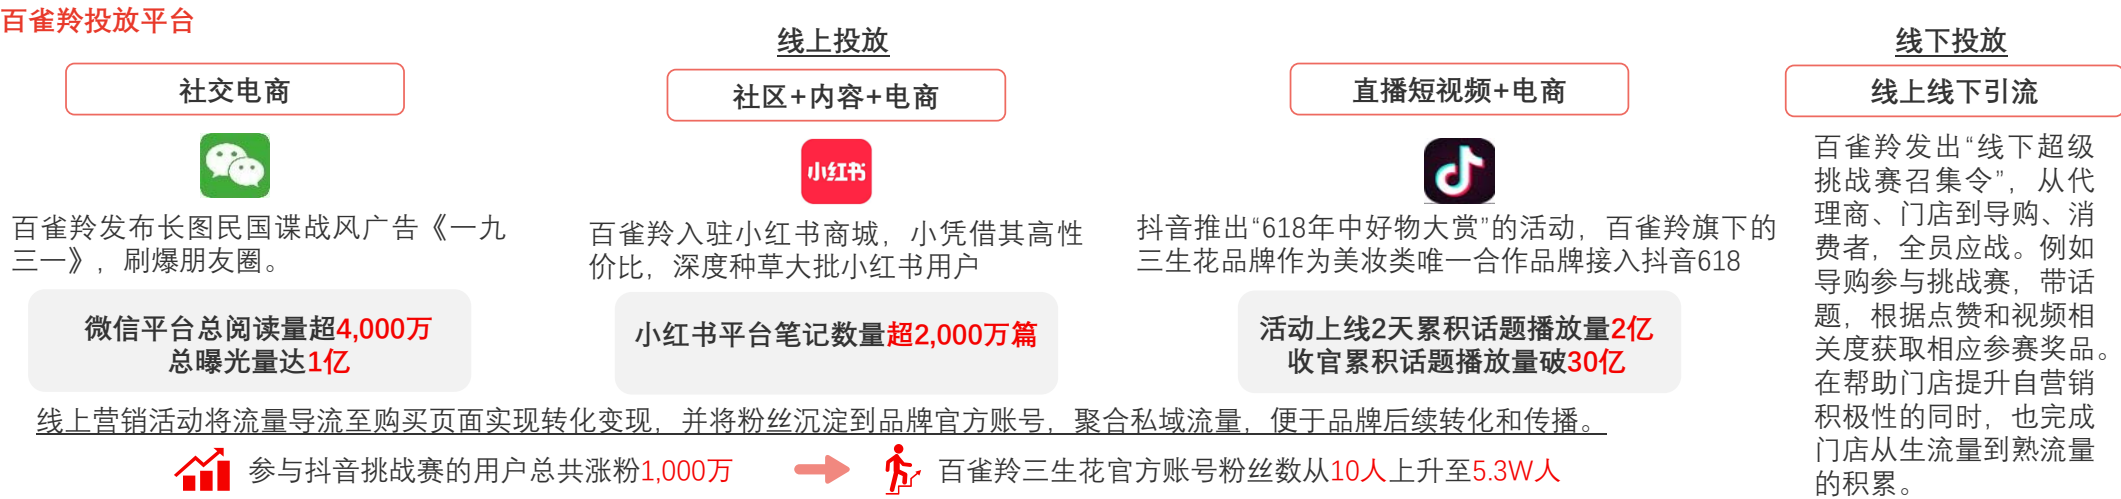 百雀羚投放平台
线上投放
社交电商
百雀羚发布长图民国谍战风广告《一九
三一》，刷爆朋友圈。
微信平台总阅读量超4,000万
总曝光量达1亿
社区+内容+电商
小红书
百雀羚入驻小红书商城，小凭借其高性
价比，深度种草大批小红书用户
小红书平台笔记数量超2,000万篇
直播短视频+电商
抖音推出“618年中好物大赏”的活动，百雀羚旗下的
三生花品牌作为美妆类唯一合作品牌接入抖音618
活动上线2天累积话题播放量2亿
收官累积话题播放量破30亿
线上营销活动将流量导流至购买页面实现转化变现，并将粉丝沉淀到品牌官方账号，聚合私域流量，便于品牌后续转化和传播。
参与抖音挑战赛的用户总共涨粉1,000万
百雀羚三生花官方账号粉丝数从10人上升至5.3W人
线下投放
线上线下引流
百雀羚发出“线下超级
挑战赛召集令”，从代
理商、门店到导购、消
费者，全员应战。例如
导购参与挑战赛，带话
题，根据点赞和视频相
关度获取相应参赛奖品。
在帮助门店提升自营销
积极性的同时，也完成
门店从生流量到熟流量
的积累。